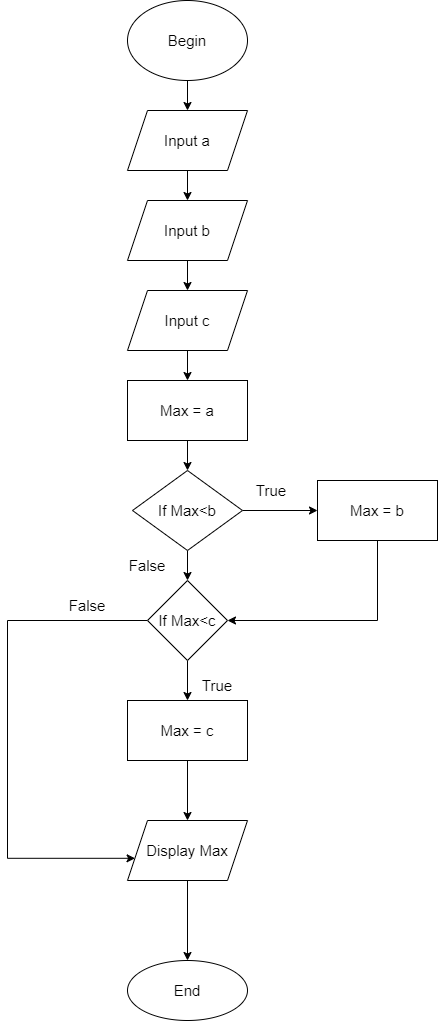 Begin
Input a
Input b
Input c
Max = a
If Max<b
True
Max = b
False
False
If Max<c
True
Max = c
Display Max
End